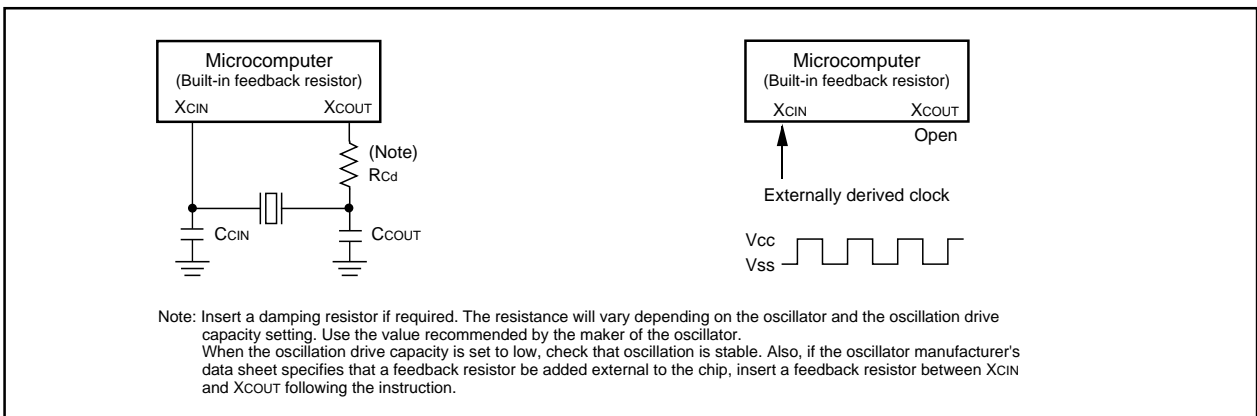 Microcomputer
(Built-in feedback resistor)
XCIN XCOUT
(Note)
RCd
CCIN CCOUT
Microcomputer
(Built-in feedback resistor)
XCIN XCOUT
Open
Externally derived clock
Vcc
Vss
Note: Insert a damping resistor if required. The resistance will vary depending on the oscillator and the oscillation drive
capacity setting. Use the value recommended by the maker of the oscillator.
When the oscillation drive capacity is set to low, check that oscillation is stable. Also, if the oscillator manufacturer's
data sheet specifies that a feedback resistor be added external to the chip, insert a feedback resistor between XCIN
and XCOUT following the instruction.